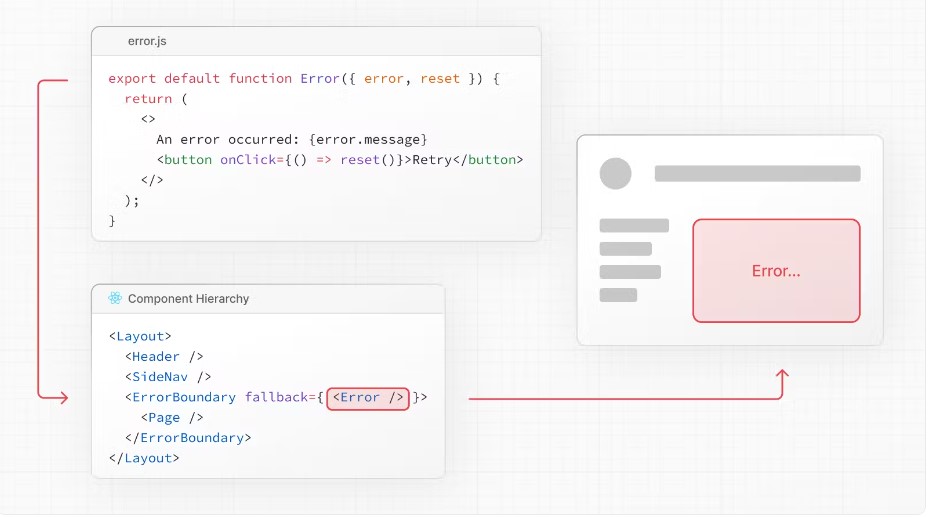 error.js
export default function Error({ error, reset }) {
return (
<>
An error occurred: {error.message}
<button onClick={() => reset()}>Retry</button>
</>
);
}
Component Hierarchy
<Layout>
<Header />
<SideNav />
<ErrorBoundary fallback={ <Error /> }>
<Page />
</ErrorBoundary>
</Layout>
Error...